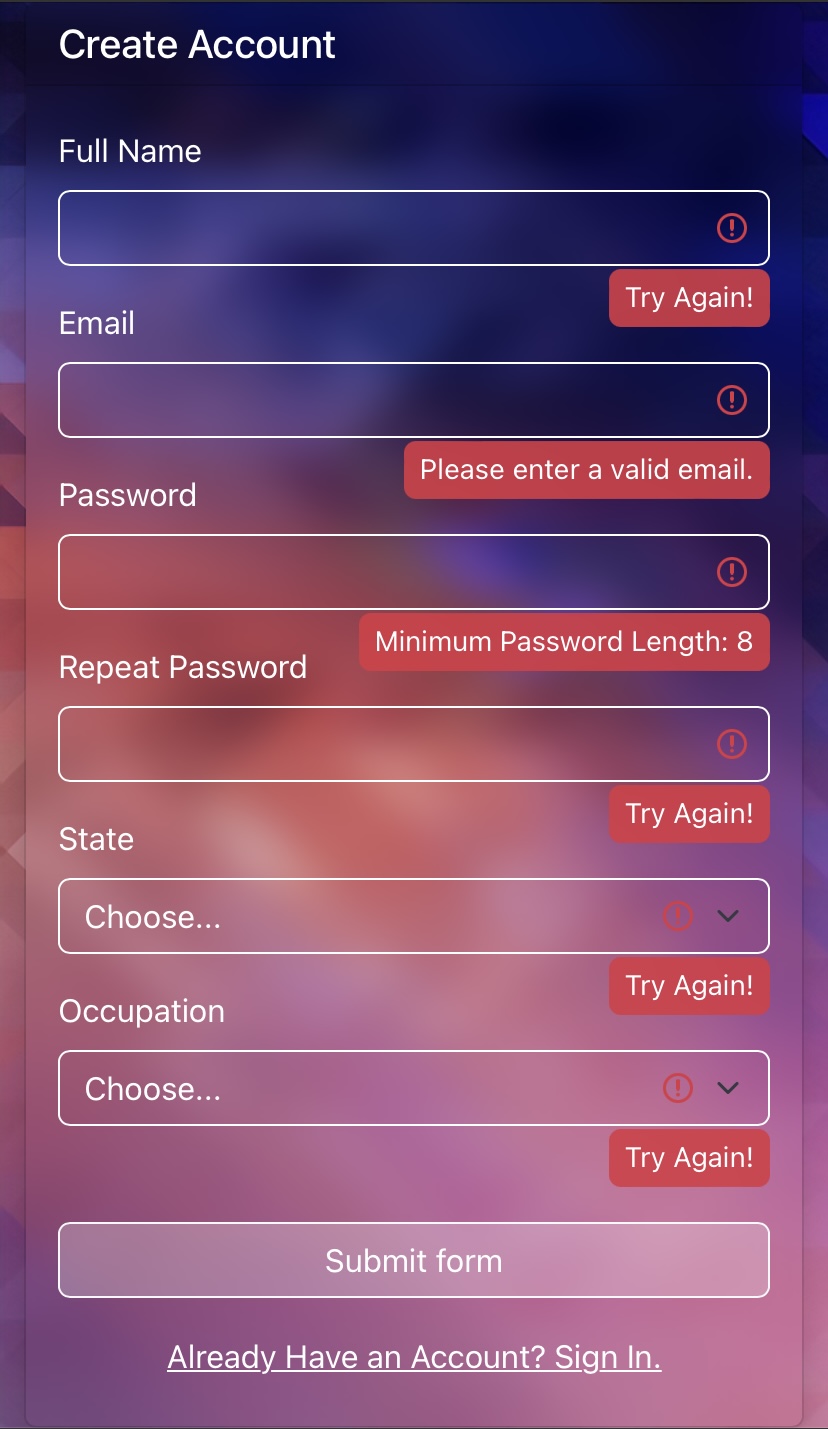 Create Account
Full Name
Try Again!
Email
Please enter a valid email.
Password
Minimum Password Length: 8
Repeat Password
Try Again!
State
Choose...
Try Again!
Occupation
Choose...
Try Again!
Submit form
Already Have an Account? Sign In.